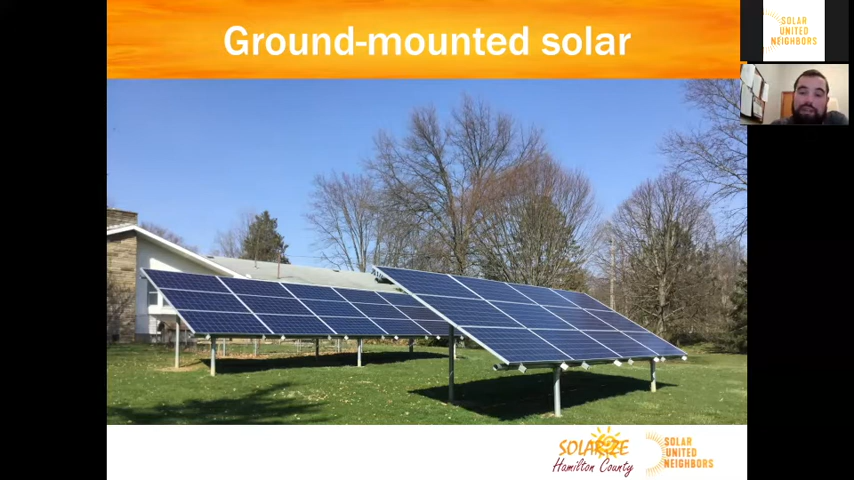 Ground-mounted solar
SOLAR
UNITED
NEIGHBORS
SOLARIZE
Hamilton County
SOLAR
UNITED
NEIGHBORS